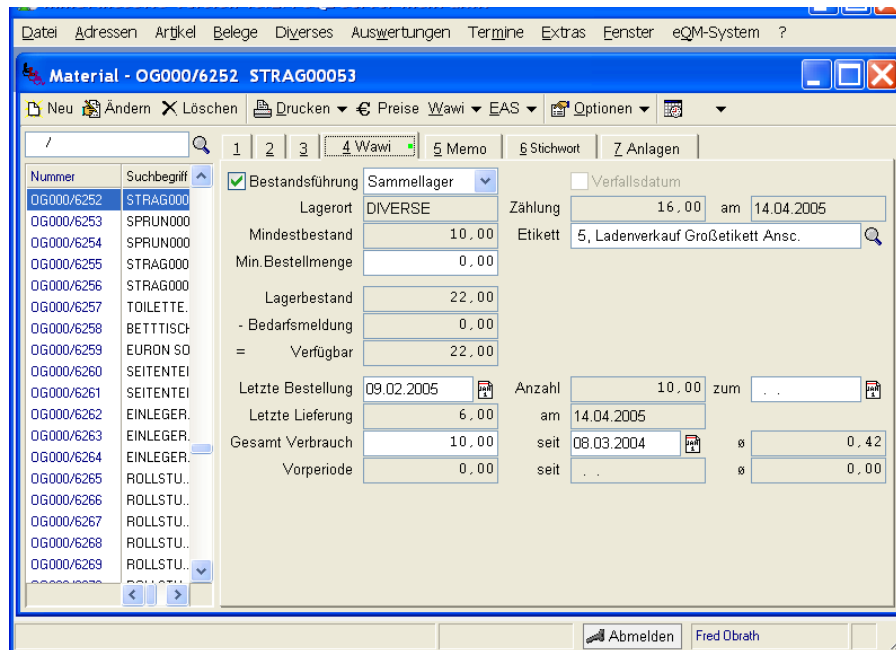 Datei Adressen Artikel Belege Diverses Auswertungen Termine Extras Fenster eQM-System ?
Material - OG000/6252 STRAG00053
Neu Ändern Löschen Drucken € Preise Wawi EAS Optionen
/
1 2 3 4 Wawi 5 Memo 6 Stichwort 7 Anlagen
Nummer Suchbegriff
OG000/6252 STRAG000
OG000/6253 SPRUN000
OG000/6254 SPRUN000
OG000/6255 STRAG000
OG000/6256 STRAG000
OG000/6257 TOILETTE.
OG000/6258 BETTTISCH
OG000/6259 EURON SO
OG000/6260 SEITENTEI
OG000/6261 SEITENTEI
OG000/6262 EINLEGER.
OG000/6263 EINLEGER.
OG000/6264 EINLEGER.
OG000/6265 ROLLSTU..
OG000/6266 ROLLSTU..
OG000/6267 ROLLSTU..
OG000/6268 ROLLSTU..
OG000/6269 ROLLSTU..
Bestandsführung Sammellager Verfallsdatum
Lagerort DIVERSE Zählung 16,00 am 14.04.2005
Mindestbestand 10,00 Etikett 5, Ladenverkauf Großetikett Ansc.
Min.Bestellmenge 0,00
Lagerbestand 22,00
- Bedarfsmeldung 0,00
= Verfügbar 22,00
Letzte Bestellung 09.02.2005 Anzahl 10,00 zum . .
Letzte Lieferung 6,00 am 14.04.2005
Gesamt Verbrauch 10,00 seit 08.03.2004 ø 0,42
Vorperiode 0,00 seit . . ø 0,00
Abmelden Fred Obrath